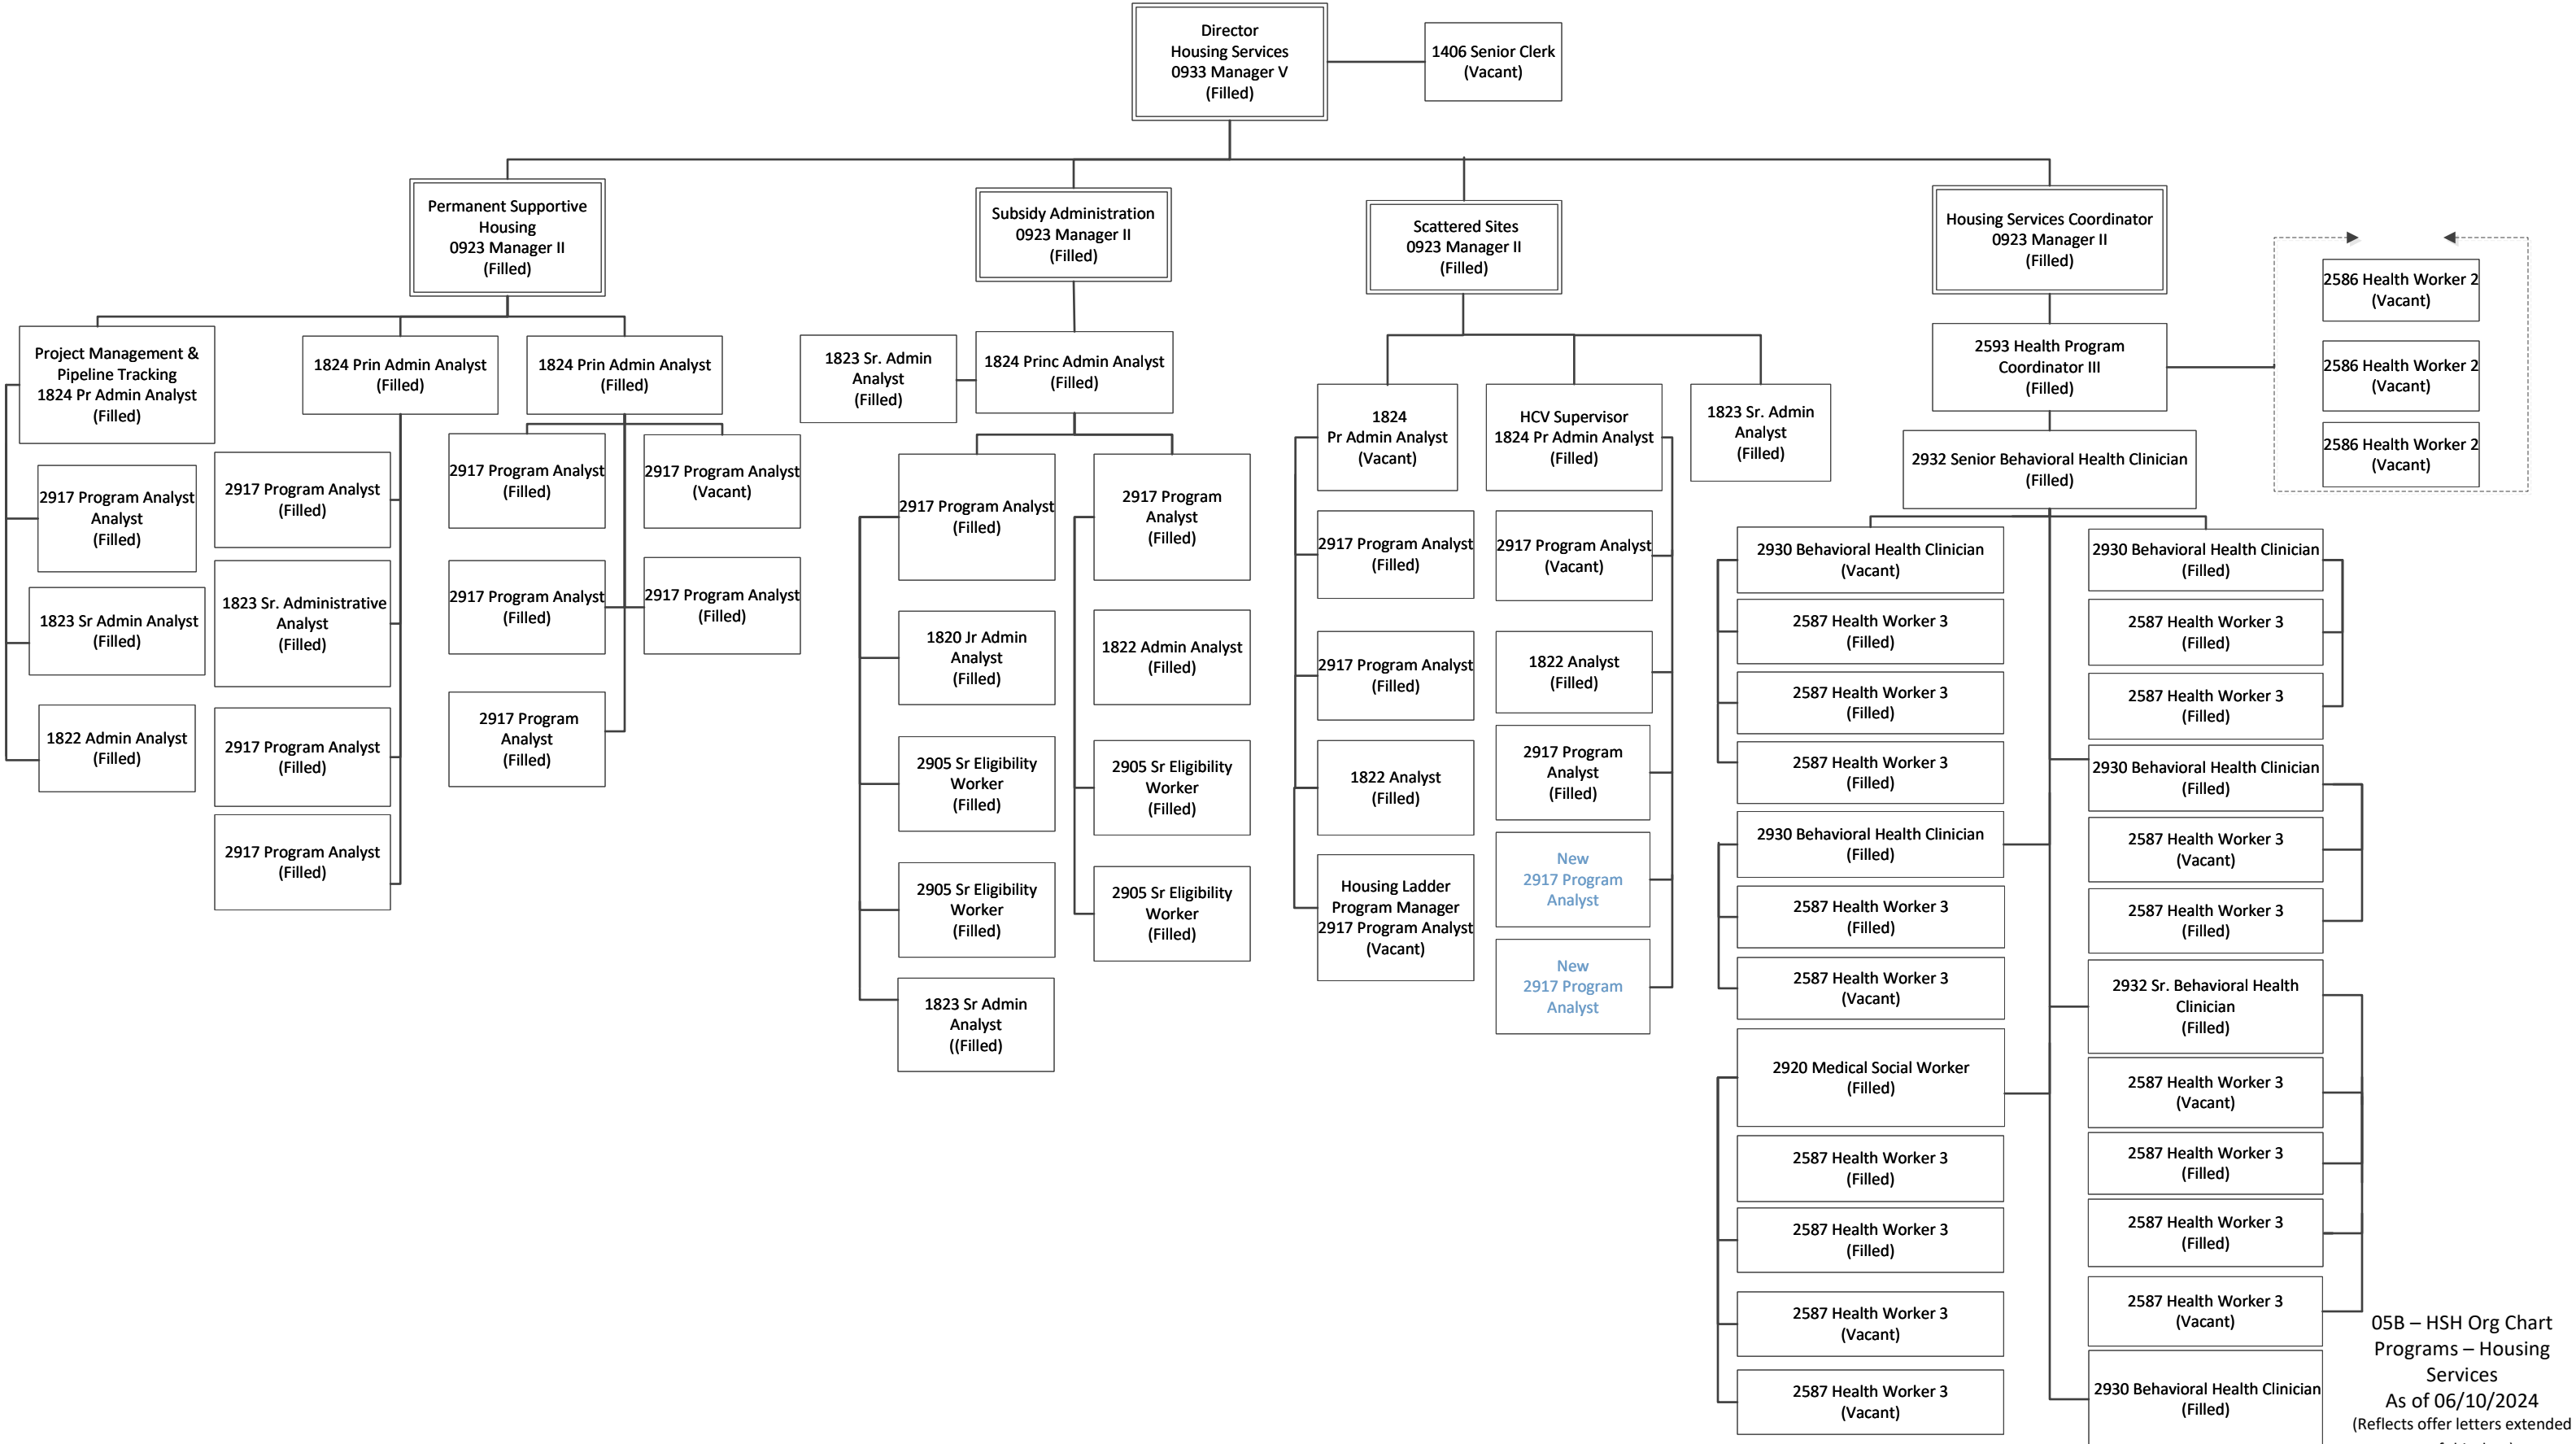 Director
Housing Services
0933 Manager V
(Filled)
1406 Senior Clerk
(Vacant)
Permanent Supportive
Housing
0923 Manager II
(Filled)
Subsidy Administration
0923 Manager II
(Filled)
Scattered Sites
0923 Manager II
(Filled)
Housing Services Coordinator
0923 Manager II
(Filled)
Project Management &
Pipeline Tracking
1824 Pr Admin Analyst
(Filled)
2917 Program Analyst
Analyst
(Filled)
1823 Sr Admin Analyst
(Filled)
1822 Admin Analyst
(Filled)
1824 Prin Admin Analyst
(Filled)
2917 Program Analyst
(Filled)
1823 Sr. Administrative
Analyst
(Filled)
2917 Program Analyst
(Filled)
2917 Program Analyst
(Filled)
1824 Prin Admin Analyst
(Filled)
2917 Program Analyst
(Filled)
2917 Program Analyst
(Vacant)
2917 Program Analyst
(Filled)
2917 Program Analyst
(Filled)
2917 Program
Analyst
(Filled)
1823 Sr. Admin
Analyst
(Filled)
1824 Princ Admin Analyst
(Filled)
2917 Program Analyst
(Filled)
1820 Jr Admin
Analyst
(Filled)
2905 Sr Eligibility
Worker
(Filled)
2905 Sr Eligibility
Worker
(Filled)
1823 Sr Admin
Analyst
((Filled)
2917 Program
Analyst
(Filled)
1822 Admin Analyst
(Filled)
2905 Sr Eligibility
Worker
(Filled)
2905 Sr Eligibility
Worker
(Filled)
1824
Pr Admin Analyst
(Vacant)
2917 Program Analyst
(Filled)
2917 Program Analyst
(Filled)
1822 Analyst
(Filled)
Housing Ladder
Program Manager
2917 Program Analyst
(Vacant)
HCV Supervisor
1824 Pr Admin Analyst
(Filled)
2917 Program Analyst
(Vacant)
1822 Analyst
(Filled)
2917 Program
Analyst
(Filled)
New
2917 Program
Analyst
New
2917 Program
Analyst
1823 Sr. Admin
Analyst
(Filled)
2593 Health Program
Coordinator III
(Filled)
2586 Health Worker 2
(Vacant)
2586 Health Worker 2
(Vacant)
2586 Health Worker 2
(Vacant)
2932 Senior Behavioral Health Clinician
(Filled)
2930 Behavioral Health Clinician
(Vacant)
2587 Health Worker 3
(Filled)
2587 Health Worker 3
(Filled)
2587 Health Worker 3
(Filled)
2930 Behavioral Health Clinician
(Filled)
2587 Health Worker 3
(Filled)
2587 Health Worker 3
(Vacant)
2920 Medical Social Worker
(Filled)
2587 Health Worker 3
(Filled)
2587 Health Worker 3
(Filled)
2587 Health Worker 3
(Vacant)
2587 Health Worker 3
(Vacant)
2930 Behavioral Health Clinician
(Filled)
2587 Health Worker 3
(Filled)
2587 Health Worker 3
(Filled)
2930 Behavioral Health Clinician
(Filled)
2587 Health Worker 3
(Vacant)
2587 Health Worker 3
(Filled)
2932 Sr. Behavioral Health
Clinician
(Filled)
2587 Health Worker 3
(Vacant)
2587 Health Worker 3
(Filled)
2587 Health Worker 3
(Filled)
2587 Health Worker 3
(Vacant)
2930 Behavioral Health Clinician
(Filled)
05B – HSH Org Chart
Programs – Housing
Services
As of 06/10/2024
(Reflects offer letters extended